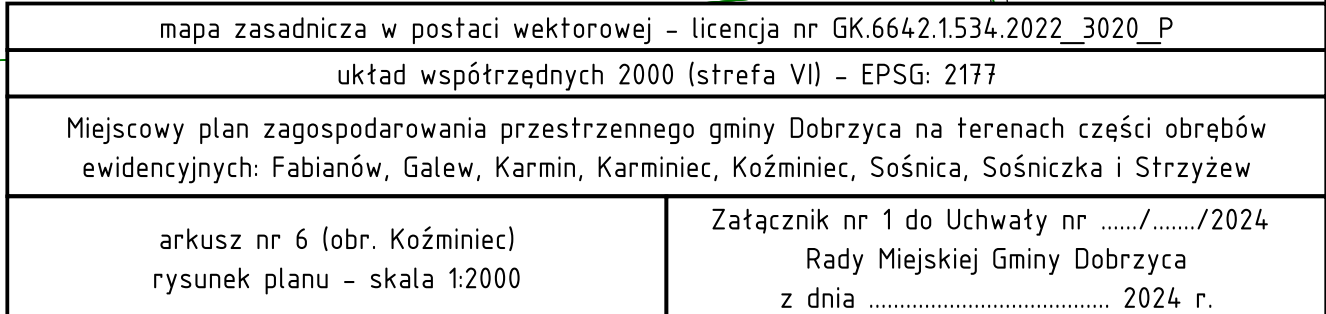 mapa zasadnicza w postaci wektorowej – licencja nr GK.6642.1.534.2022_3020_P
układ współrzędnych 2000 (strefa VI) – EPSG: 2177
Miejscowy plan zagospodarowania przestrzennego gminy Dobrzyca na terenach części obrębów
ewidencyjnych: Fabianów, Galew, Karmin, Karminiec, Koźminiec, Sośnica, Sośniczka i Strzyżew
arkusz nr 6 (obr. Koźminiec)
rysunek planu – skala 1:2000
Załącznik nr 1 do Uchwały nr ....../......./2024
Rady Miejskiej Gminy Dobrzyca
z dnia ....................................... 2024 r.